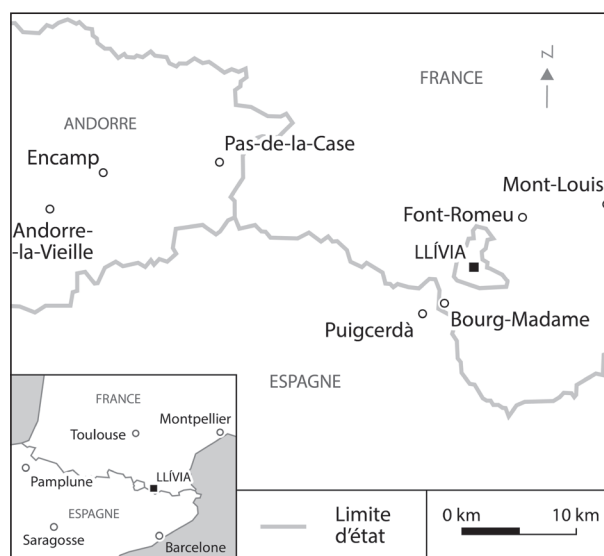 FRANCE
N
ANDORRE
Pas-de-la-Case
Encamp
Mont-Louis
Font-Romeu
Andorre-
-la-Vieille
LLÍVIA
Bourg-Madame
Puigcerdà
ESPAGNE
FRANCE
Montpellier
Toulouse
LLÍVIA
Pamplune
ESPAGNE
Saragosse
Barcelone
Limite
d'état
0 km
10 km